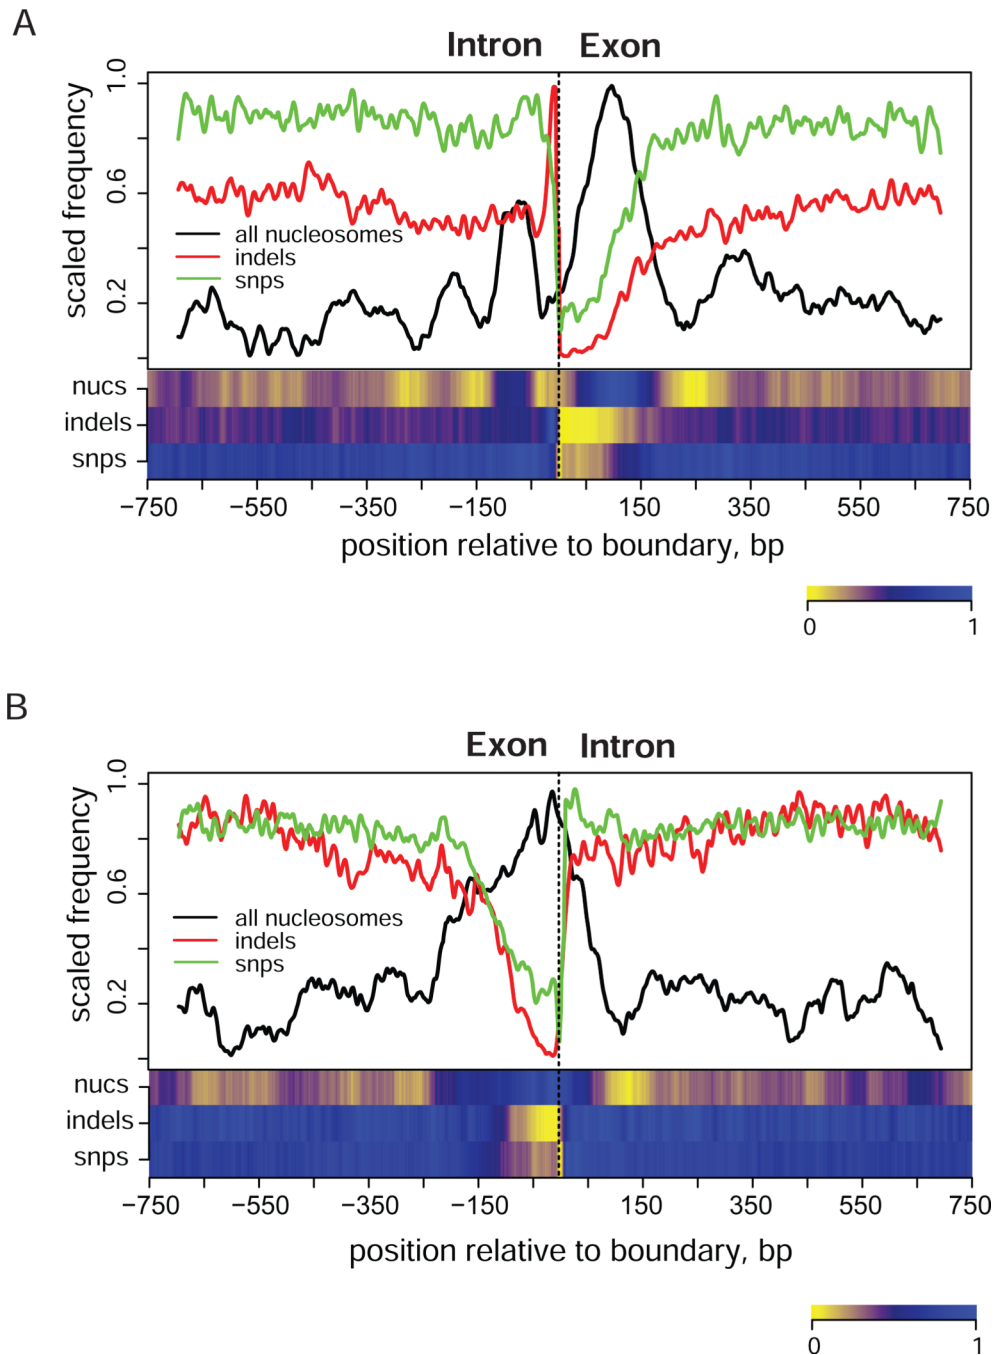 A
Intron Exon
scaled frequency
1.0
0.6
0.2
all nucleosomes
indels
snps
nucs
indels
snps
−750 −550 −350 −150 150 350 550 750
position relative to boundary, bp
0 1
B
Exon Intron
scaled frequency
1.0
0.6
0.2
all nucleosomes
indels
snps
nucs
indels
snps
−750 −550 −350 −150 150 350 550 750
position relative to boundary, bp
0 1